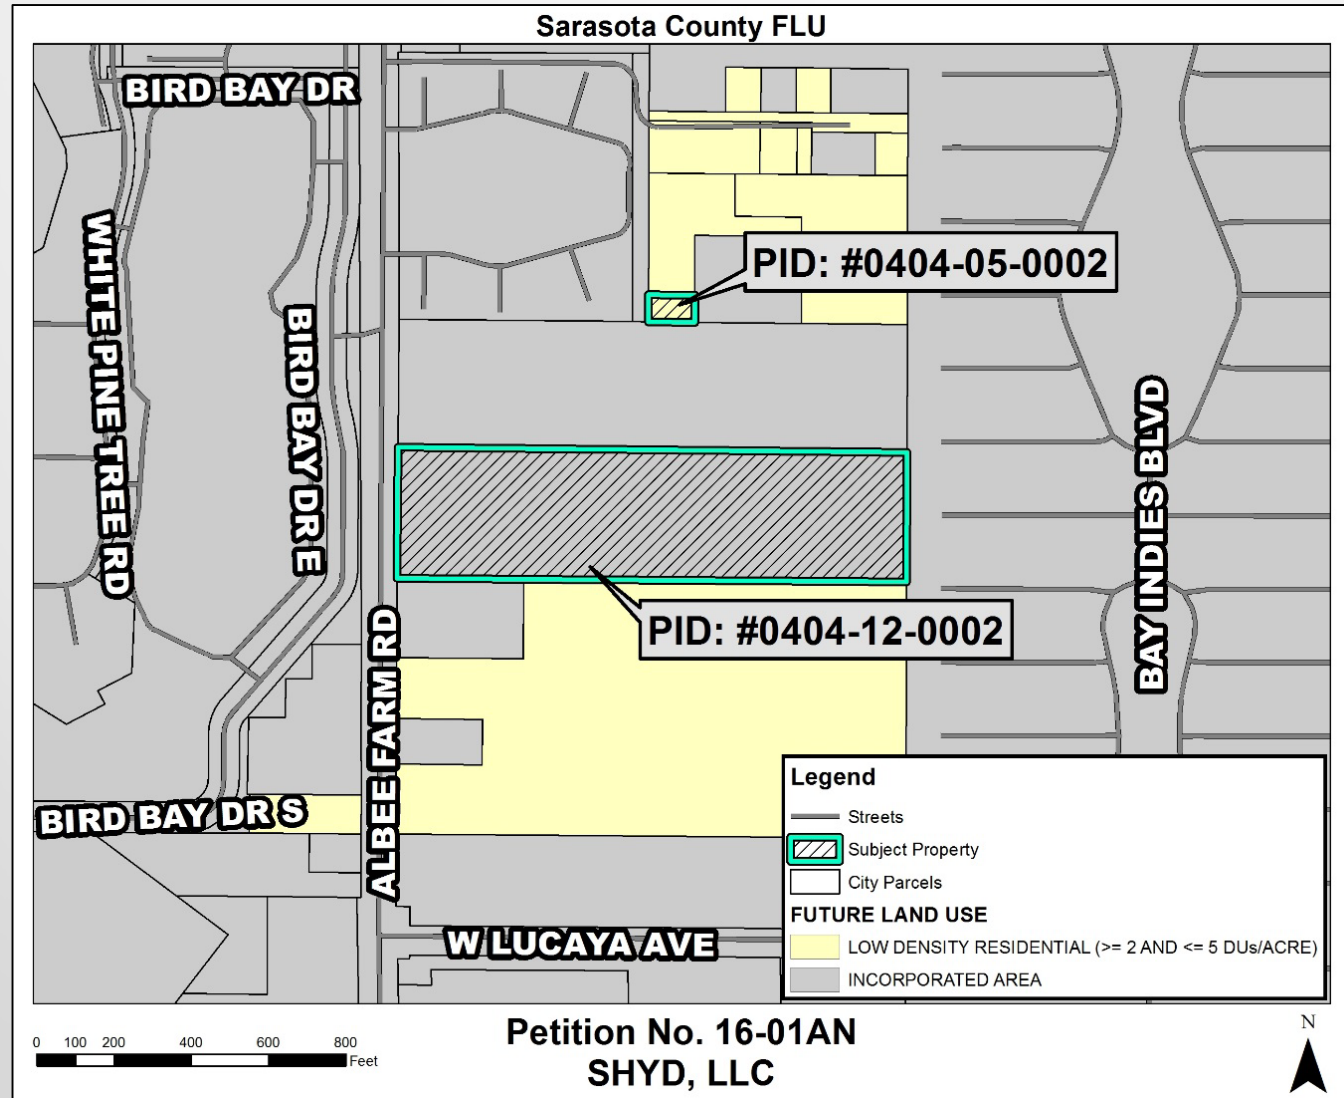 Sarasota County FLU
BIRD BAY DR
WHITE PINE TREE RD
BIRD BAY DR E
PID: #0404-05-0002
BAY INDIES BLVD
PID: #0404-12-0002
ALBEE FARM RD
BIRD BAY DR S
W LUCAYA AVE
Legend
Streets
Subject Property
City Parcels
FUTURE LAND USE
LOW DENSITY RESIDENTIAL (>= 2 AND <= 5 DUs/ACRE)
INCORPORATED AREA
0 100 200 400 600 800
Feet
Petition No. 16-01AN
SHYD, LLC
N